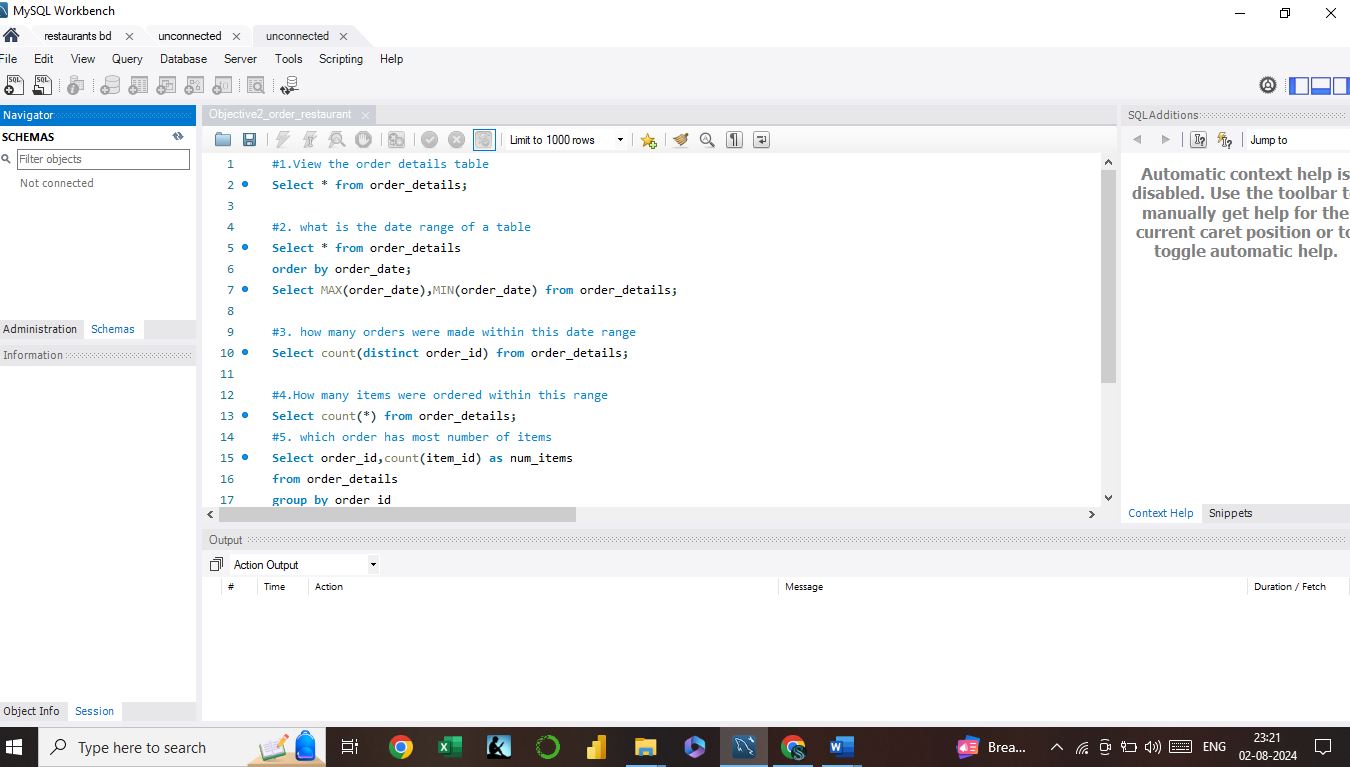 MySQL Workbench
restaurants bd
unconnected
unconnected
File Edit View Query Database Server Tools Scripting Help
Navigator
SCHEMAS
Filter objects
Not connected
Administration Schemas
Information
Object Info Session
Objective2_order_restaurant
Limit to 1000 rows
1 #1.View the order details table
2 Select * from order_details;
3
4 #2. what is the date range of a table
5 Select * from order_details
6 order by order_date;
7 Select MAX(order_date),MIN(order_date) from order_details;
8
9 #3. how many orders were made within this date range
10 Select count(distinct order_id) from order_details;
11
12 #4.How many items were ordered within this range
13 Select count(*) from order_details;
14 #5. which order has most number of items
15 Select order_id,count(item_id) as num_items
16 from order_details
17 group by order_id
Output
Action Output
# Time Action Message Duration / Fetch
SQLAdditions
Jump to
Automatic context help is
disabled. Use the toolbar t
manually get help for the
current caret position or to
toggle automatic help.
Context Help Snippets
Type here to search
Brea...
ENG
23:21
02-08-2024